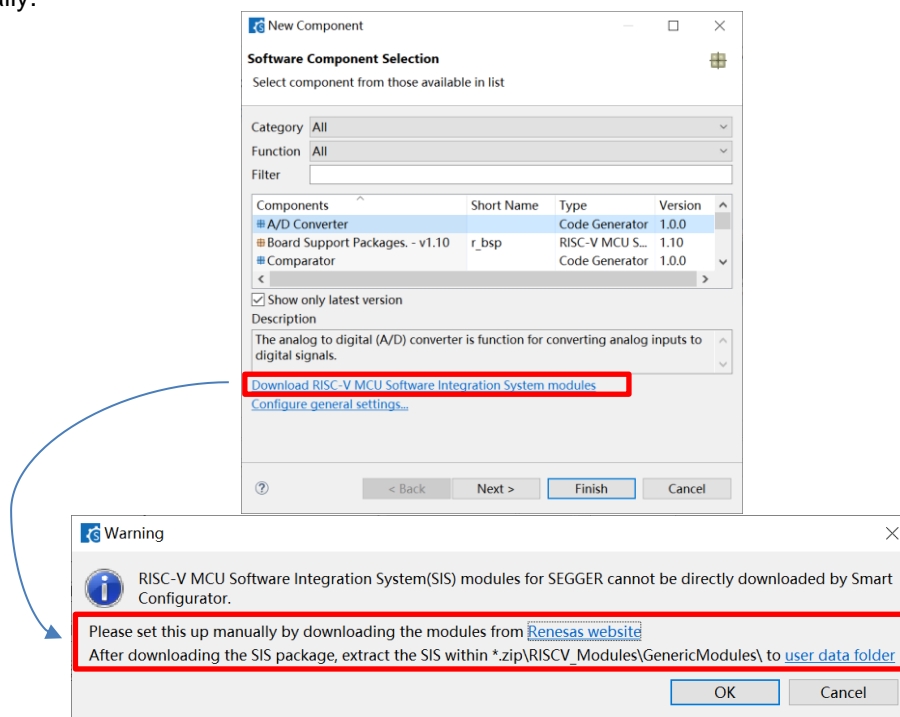 New Component
Software Component Selection
Select component from those available in list
Category All
Function All
Filter
Components Short Name Type Version
A/D Converter Code Generator 1.0.0
Board Support Packages. - v1.10 r_bsp RISC-V MCU S... 1.10
Comparator Code Generator 1.0.0
Show only latest version
Description
The analog to digital (A/D) converter is function for converting analog inputs to
digital signals.
Download RISC-V MCU Software Integration System modules
Configure general settings...
< Back Next > Finish Cancel
Warning
RISC-V MCU Software Integration System(SIS) modules for SEGGER cannot be directly downloaded by Smart
Configurator.
Please set this up manually by downloading the modules from Renesas website
After downloading the SIS package, extract the SIS within *.zip\RISCV_Modules\GenericModules\ to user data folder
OK Cancel